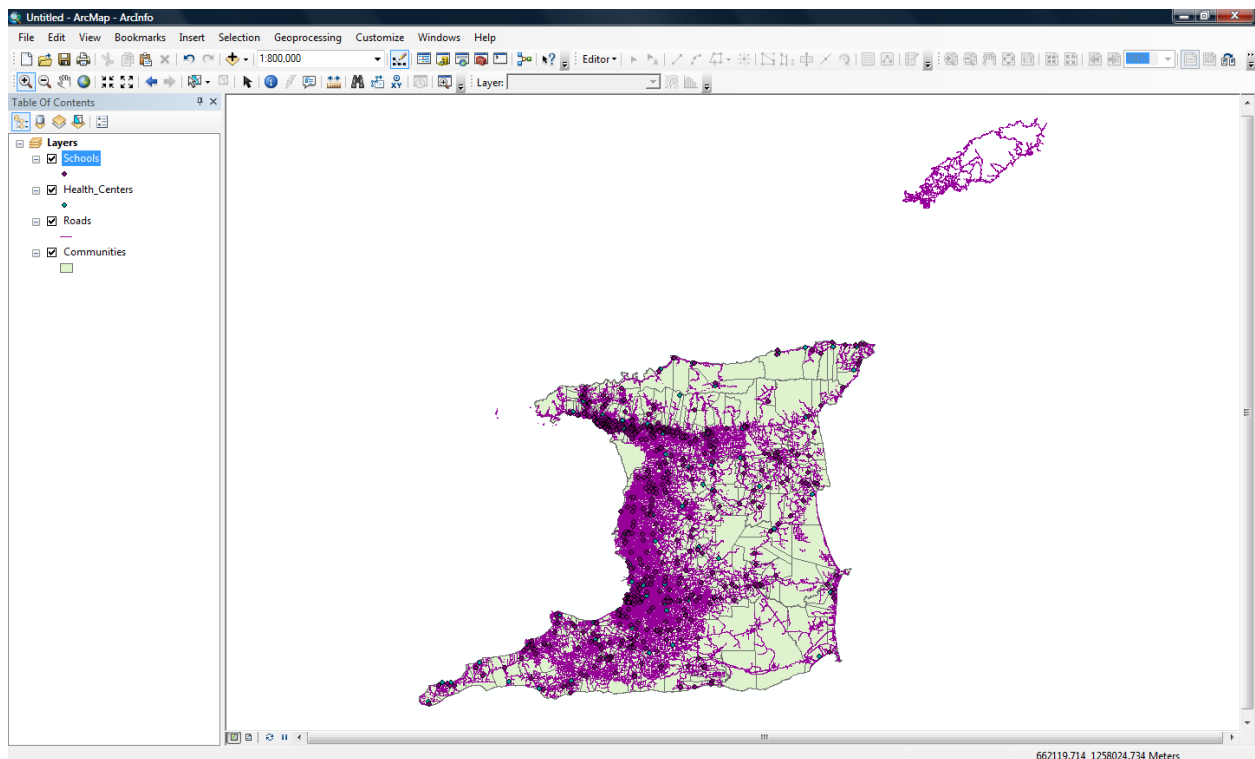 Untitled - ArcMap - ArcInfo
File Edit View Bookmarks Insert Selection Geoprocessing Customize Windows Help
1:800,000 Editor
Layer:
Table Of Contents
Layers
Schools
Health_Centers
Roads
Communities
662119.714 1258024.734 Meters